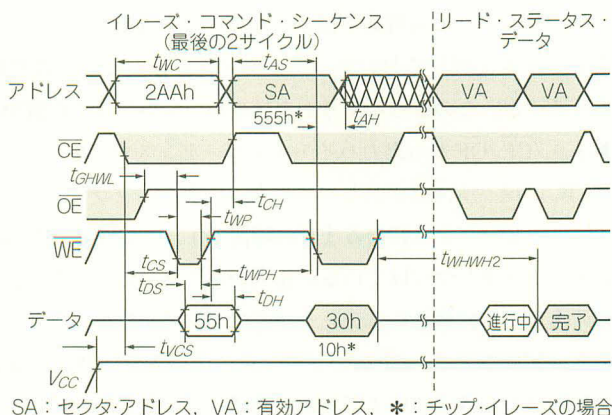 イレーズ・コマンド・シーケンス
(最後の2サイクル)
リード・ステータス・
データ
tWC
tAS
アドレス
2AAh
SA
VA
VA
555h*
tAH
CE
tGHWL
OE
tCH
tWP
WE
tCS
tWPH
tWHWH2
tDS
tDH
データ
55h
30h
進行中
完了
10h*
tVCS
VCC
SA：セクタ・アドレス，VA：有効アドレス，＊：チップ・イレーズの場合